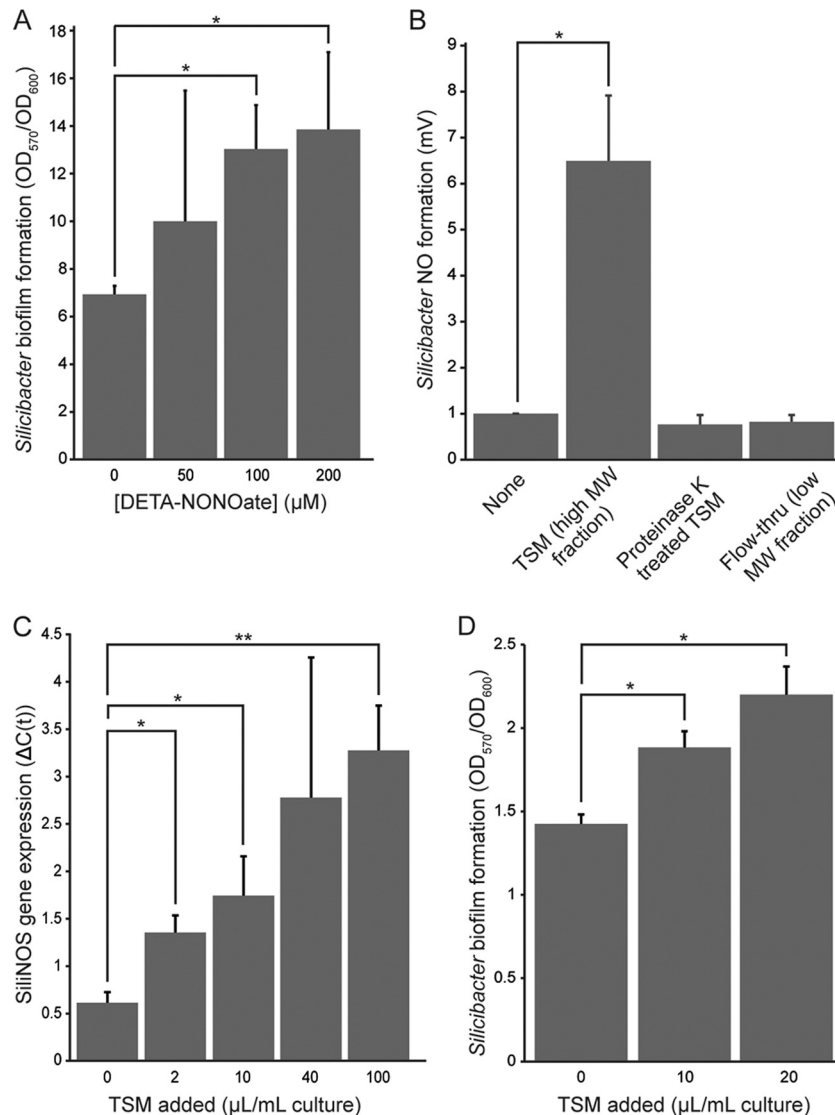 A
Silicibacter biofilm formation (OD570/OD600)
18
16
14
12
10
8
6
4
2
0
*
*
0 50 100 200
[DETA-NONOate] (µM)
B
Silicibacter NO formation (mV)
9
8
7
6
5
4
3
2
1
0
*
None
TSM (high MW
fraction)
Proteinase K
treated TSM
Flow-thru (low
MW fraction)
C
SiliNOS gene expression (ΔC(t))
4.5
4
3.5
3
2.5
2
1.5
1
0.5
0
**
*
*
0 2 10 40 100
TSM added (µL/mL culture)
D
Silicibacter biofilm formation (OD570/OD600)
2.5
2
1.5
1
0.5
0
*
*
0 10 20
TSM added (µL/mL culture)